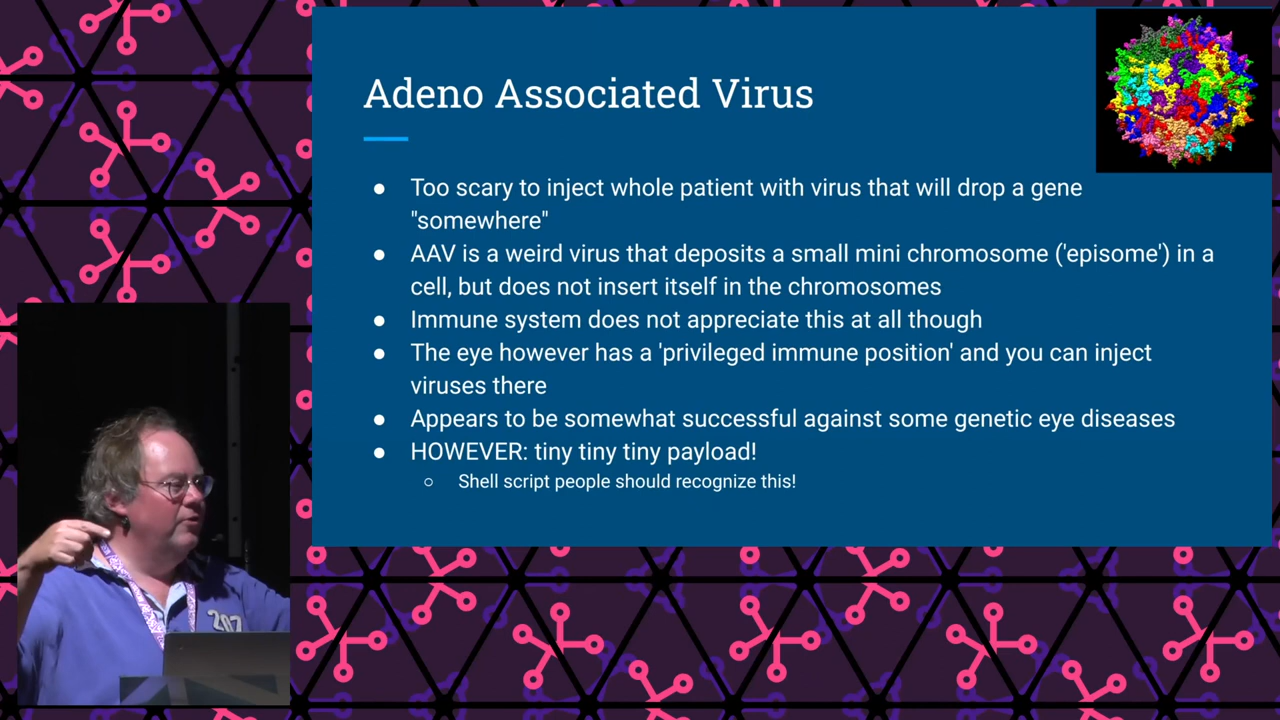 Adeno Associated Virus
● Too scary to inject whole patient with virus that will drop a gene
"somewhere"
● AAV is a weird virus that deposits a small mini chromosome ('episome') in a
cell, but does not insert itself in the chromosomes
● Immune system does not appreciate this at all though
● The eye however has a 'privileged immune position' and you can inject
viruses there
● Appears to be somewhat successful against some genetic eye diseases
● HOWEVER: tiny tiny tiny payload!
○ Shell script people should recognize this!
207